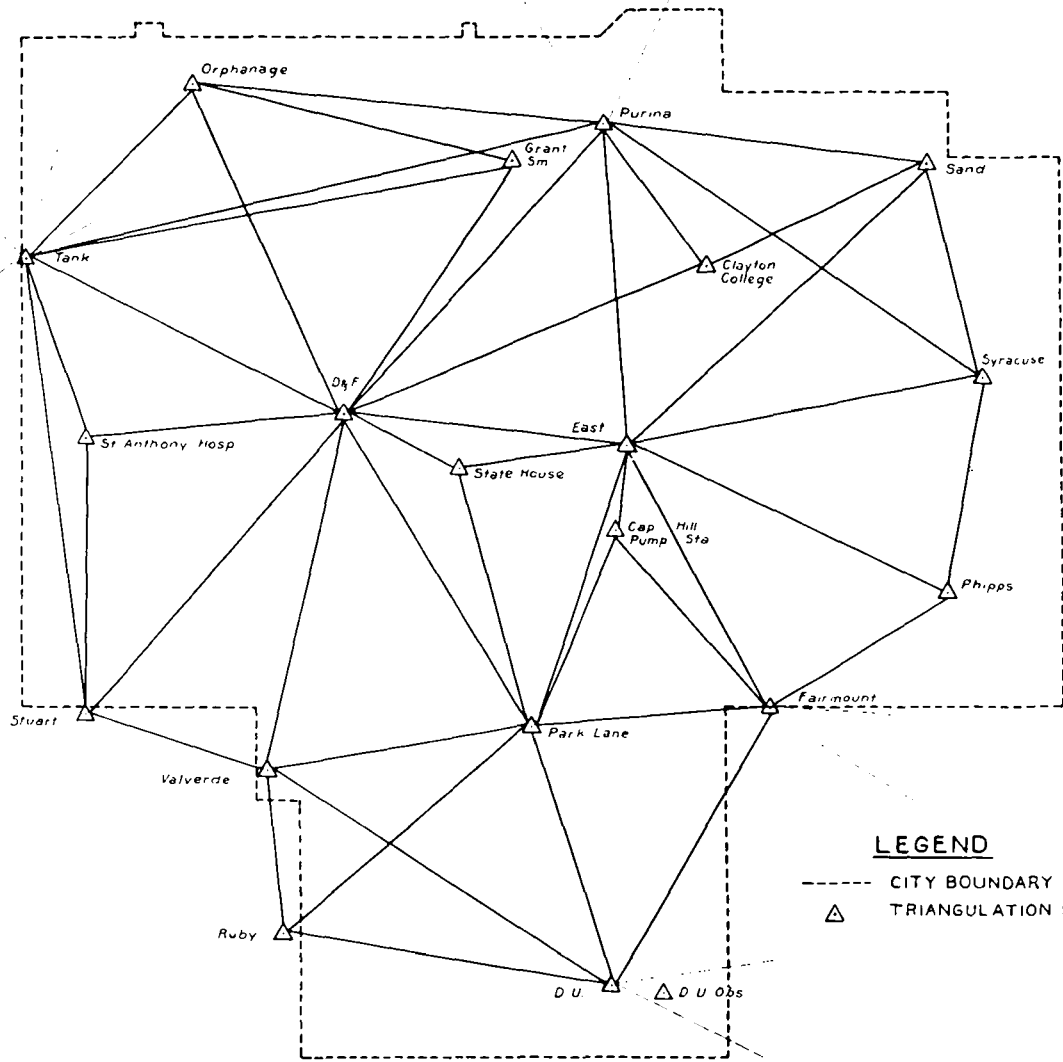 Orphanage
Purina
Grant
Sm
Sand
Tank
Clayton
College
D&F
Syracuse
East
St Anthony Hosp
State House
Cap Hill
Pump Sta
Phipps
Fairmount
Stuart
Park Lane
Valverde
LEGEND
CITY BOUNDARY
TRIANGULATION
Ruby
D.U.
D U Obs